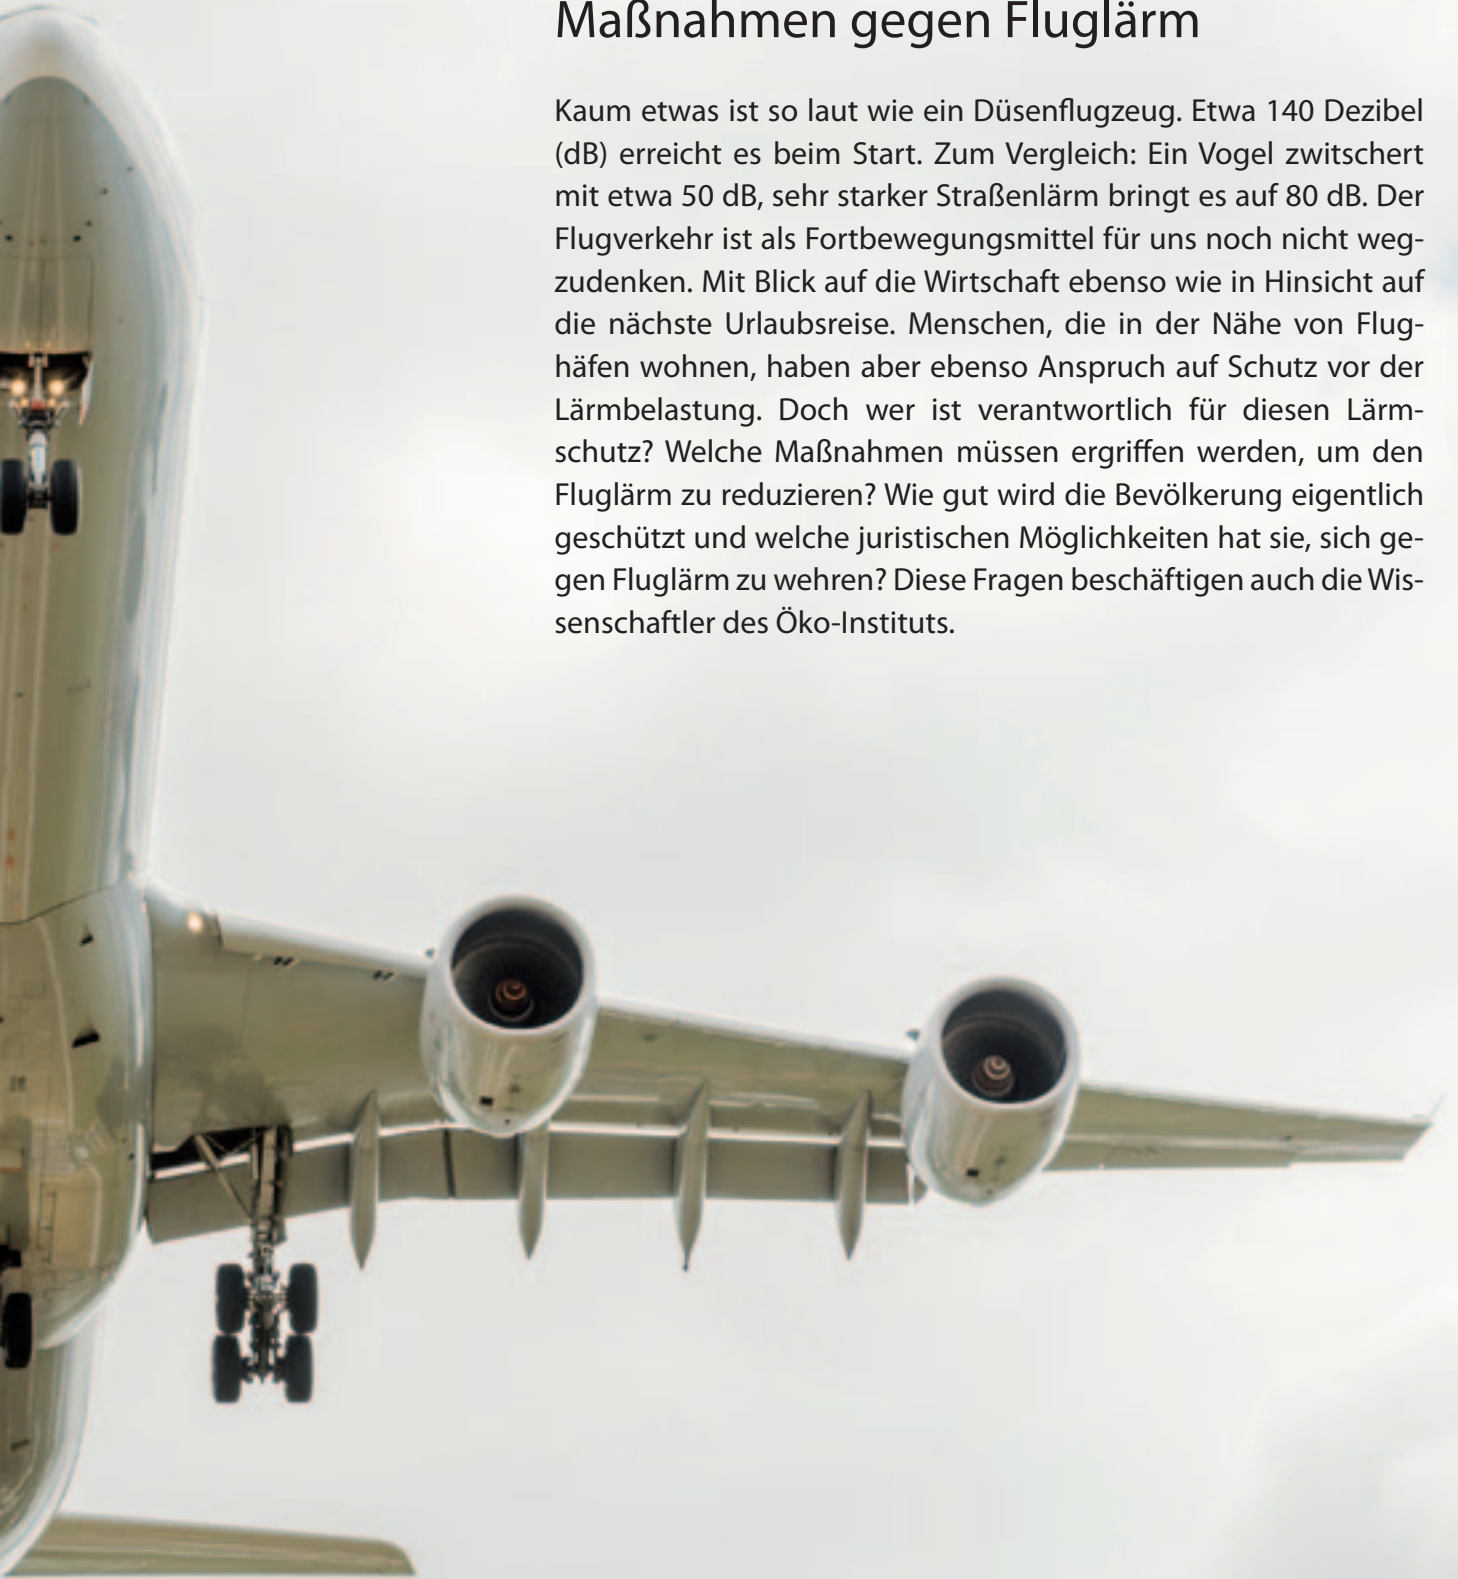 Maßnahmen gegen Fluglärm
Kaum etwas ist so laut wie ein Düsenflugzeug. Etwa 140 Dezibel
(dB) erreicht es beim Start. Zum Vergleich: Ein Vogel zwitschert
mit etwa 50 dB, sehr starker Straßenlärm bringt es auf 80 dB. Der
Flugverkehr ist als Fortbewegungsmittel für uns noch nicht weg-
zudenken. Mit Blick auf die Wirtschaft ebenso wie in Hinsicht auf
die nächste Urlaubsreise. Menschen, die in der Nähe von Flug-
häfen wohnen, haben aber ebenso Anspruch auf Schutz vor der
Lärmbelastung. Doch wer ist verantwortlich für diesen Lärm-
schutz? Welche Maßnahmen müssen ergriffen werden, um den
Fluglärm zu reduzieren? Wie gut wird die Bevölkerung eigentlich
geschützt und welche juristischen Möglichkeiten hat sie, sich ge-
gen Fluglärm zu wehren? Diese Fragen beschäftigen auch die Wis-
senschaftler des Öko-Instituts.